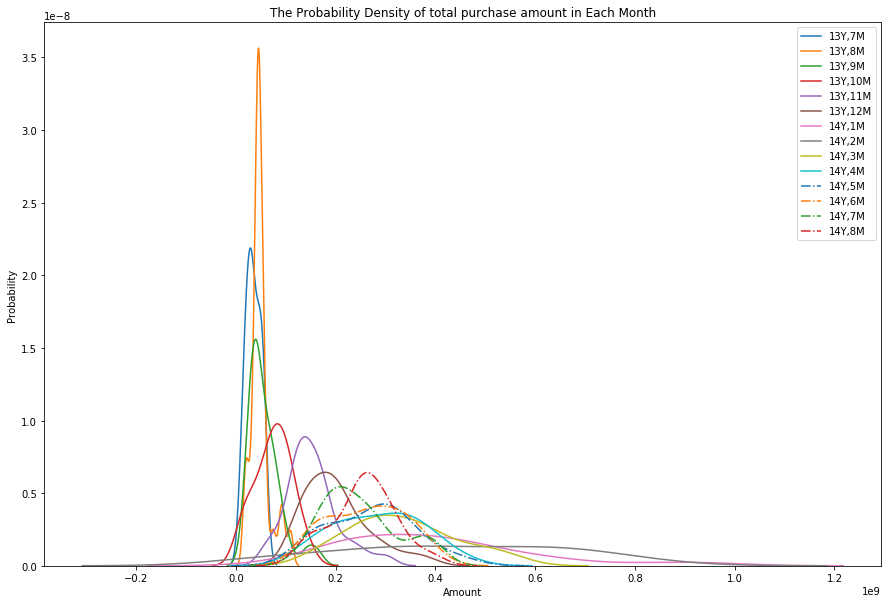 The Probability Density of total purchase amount in Each Month
1e−8
3.5
3.0
2.5
2.0
1.5
1.0
0.5
0.0
Probability
13Y,7M
13Y,8M
13Y,9M
13Y,10M
13Y,11M
13Y,12M
14Y,1M
14Y,2M
14Y,3M
14Y,4M
14Y,5M
14Y,6M
14Y,7M
14Y,8M
−0.2 0.0 0.2 0.4 0.6 0.8 1.0 1.2
1e9
Amount